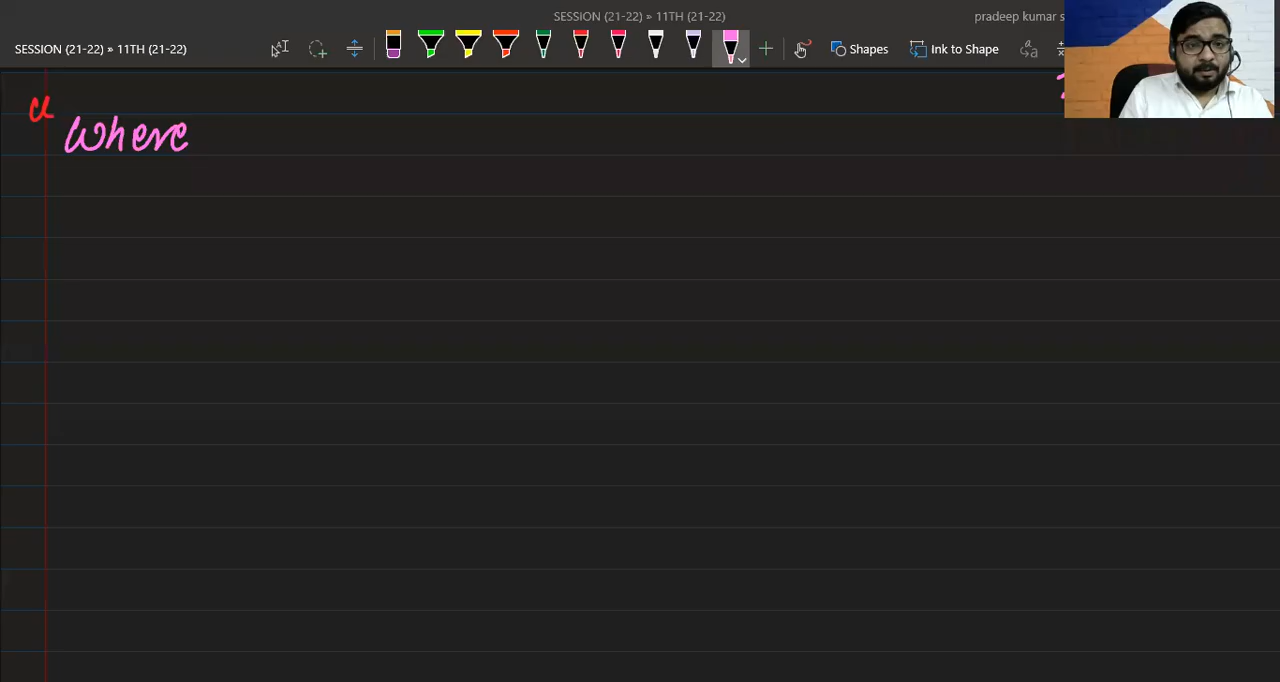 SESSION (21-22) » 11TH (21-22)
pradeep kumar s
SESSION (21-22) » 11TH (21-22)
Shapes
Ink to Shape
u
Where